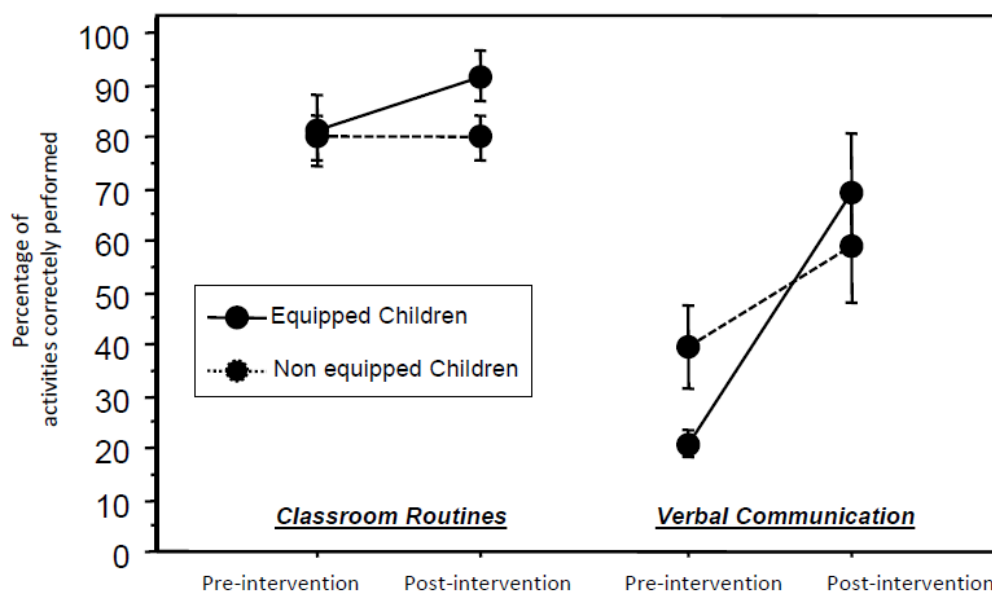 100
90
80
70
60
50
40
30
20
10
0
Percentage of
activities correctely performed
Equipped Children
Non equipped Children
Classroom Routines
Verbal Communication
Pre-intervention
Post-intervention
Pre-intervention
Post-intervention